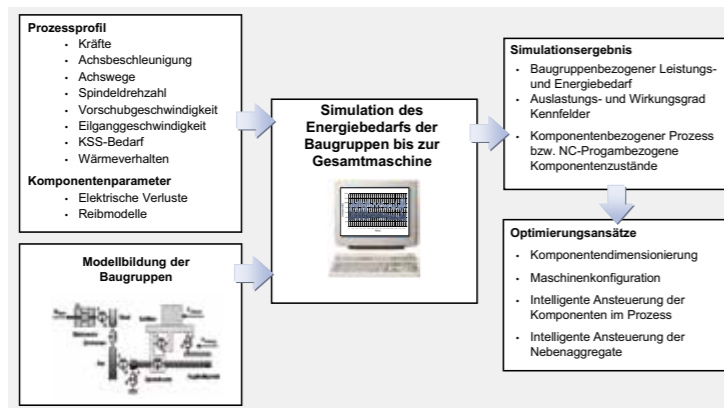 Prozessprofil
• Kräfte
• Achsbeschleunigung
• Achswege
• Spindeldrehzahl
• Vorschubgeschwindigkeit
• Eilganggeschwindigkeit
• KSS-Bedarf
• Wärmeverhalten
Komponentenparameter
• Elektrische Verluste
• Reibmodelle
Modellbildung der
Baugruppen
Simulation des
Energiebedarfs der
Baugruppen bis zur
Gesamtmaschine
Simulationsergebnis
• Baugruppenbezogener Leistungs-
und Energiebedarf
• Auslastungs- und Wirkungsgrad
Kennfelder
• Komponentenbezogener Prozess
bzw. NC-Progambezogene
Komponentenzustände
Optimierungsansätze
• Komponentendimensionierung
• Maschinenkonfiguration
• Intelligente Ansteuerung der
Komponenten im Prozess
• Intelligente Ansteuerung der
Nebenaggregate